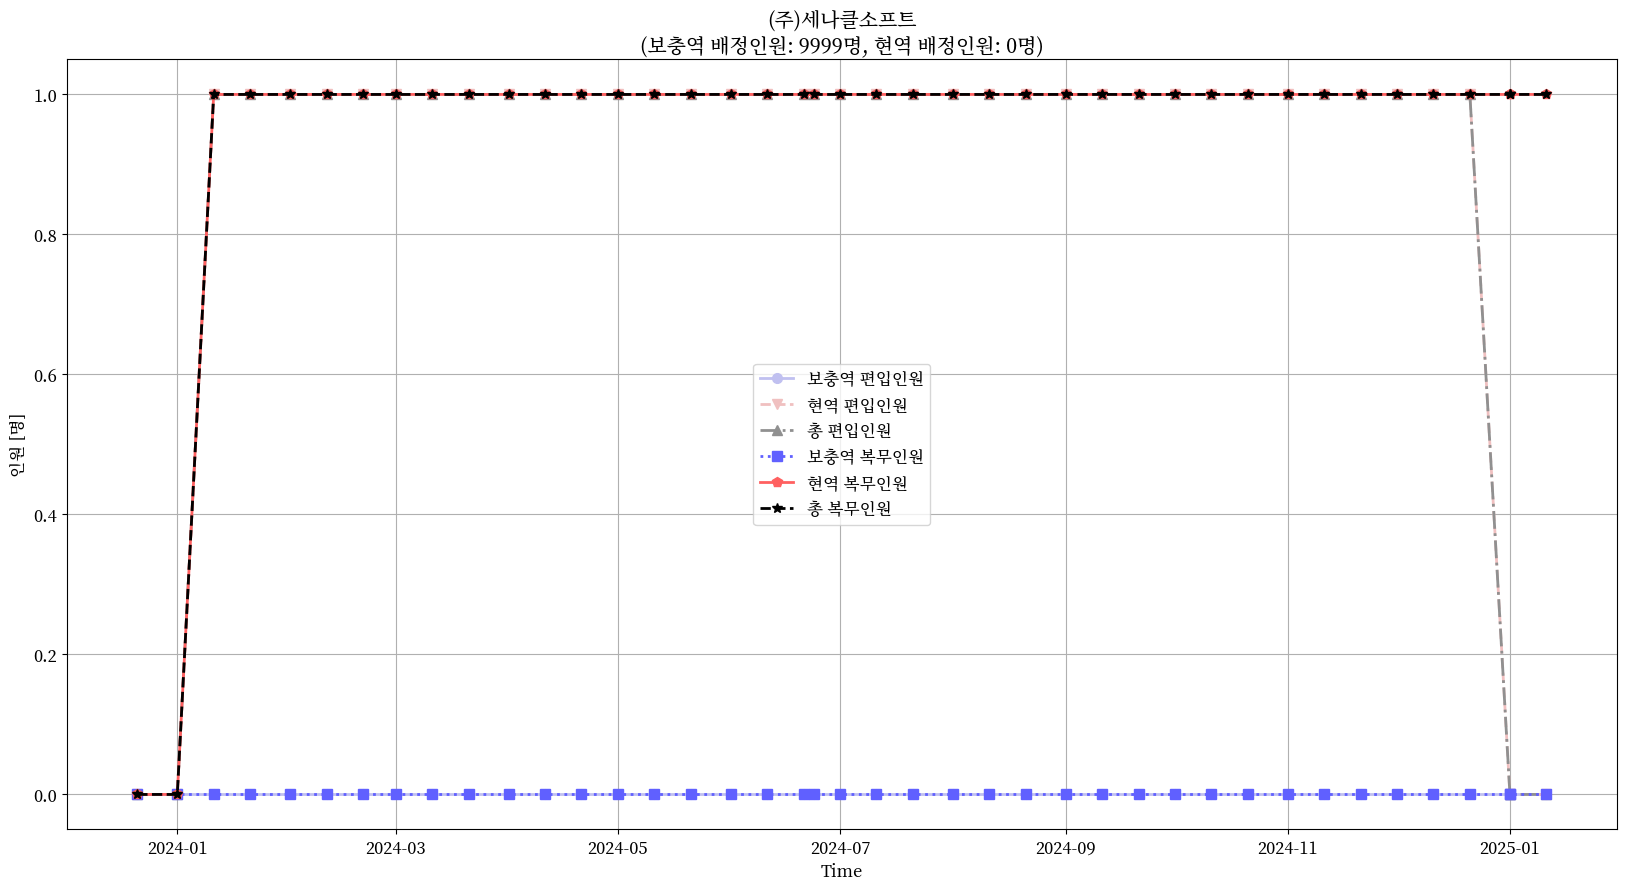 (주)세나클소프트
(보충역 배정인원: 9999명, 현역 배정인원: 0명)
1.0
0.8
0.6
0.4
0.2
0.0
인원 [명]
보충역 편입인원
현역 편입인원
총 편입인원
보충역 복무인원
현역 복무인원
총 복무인원
2024-01
2024-03
2024-05
2024-07
2024-09
2024-11
2025-01
Time